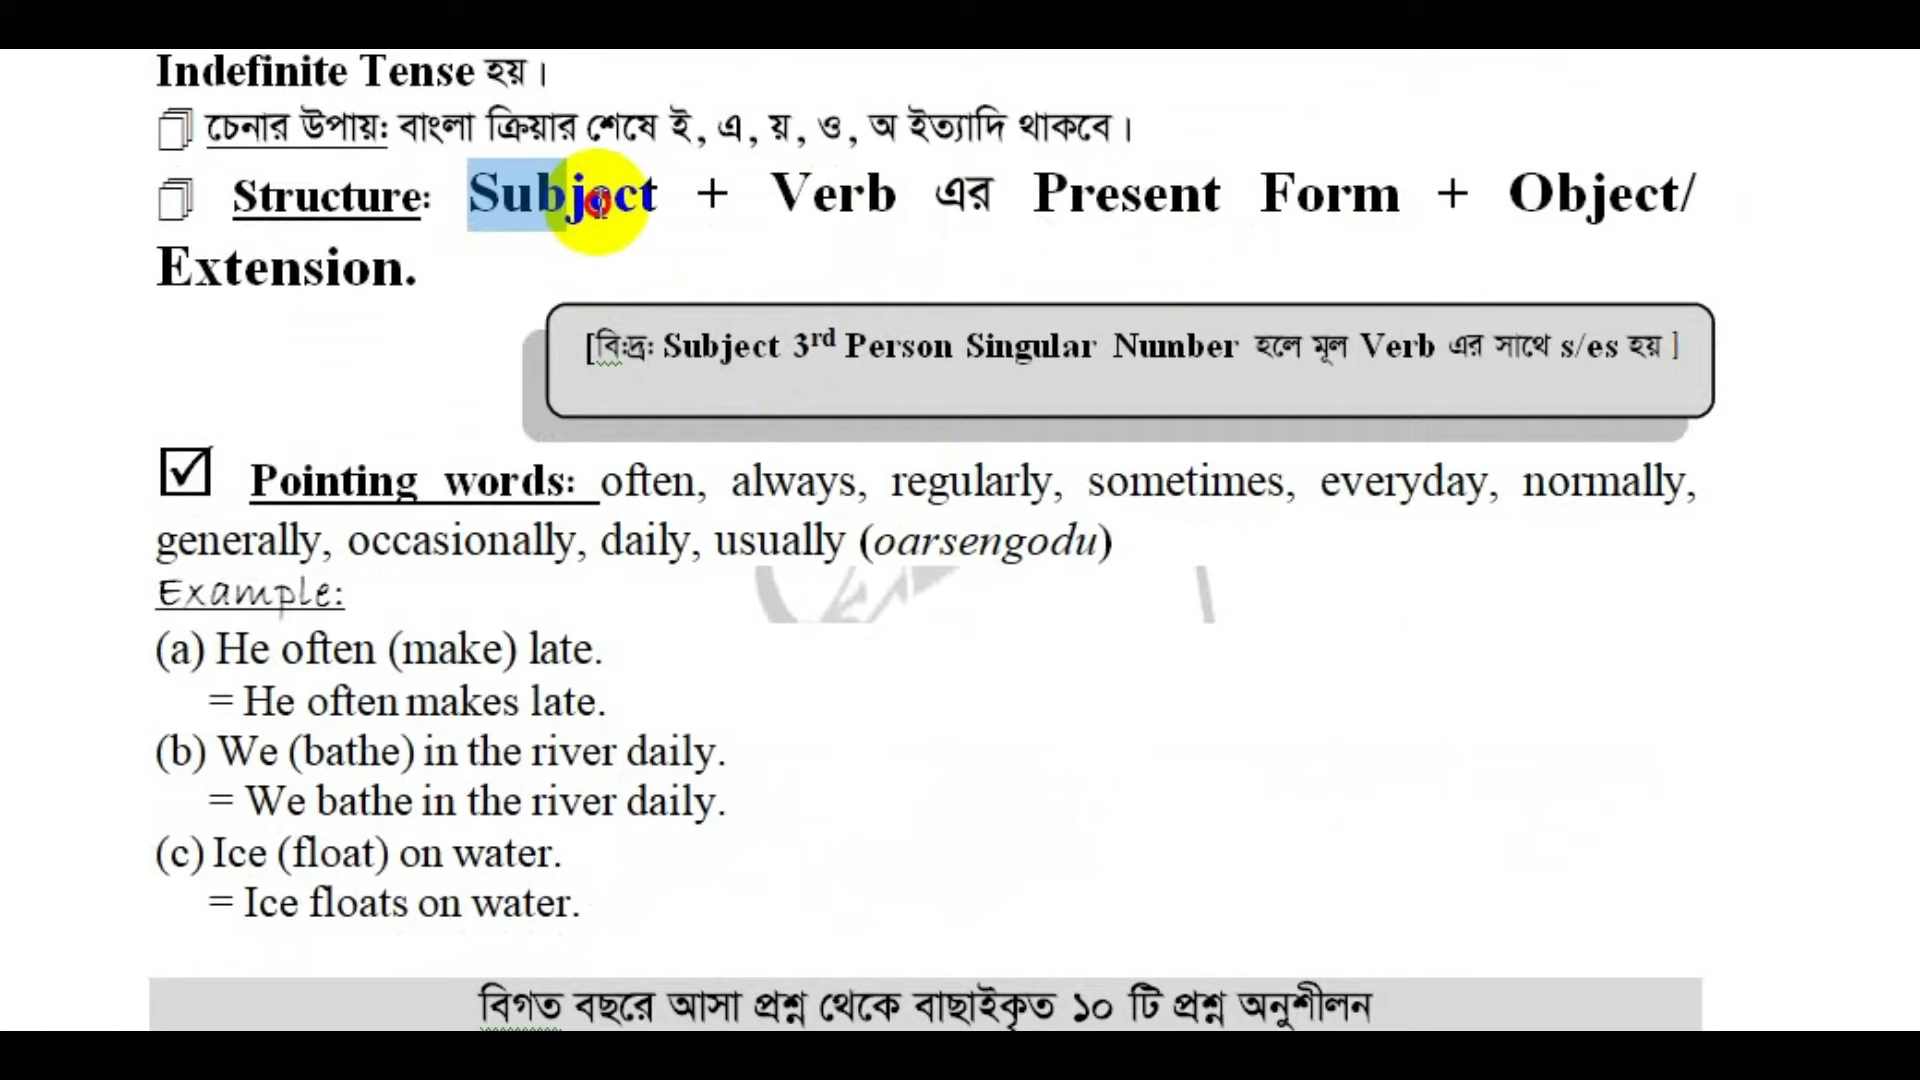 Indefinite Tense হয়।
চেনার উপায়: বাংলা ক্রিয়ার শেষে ই, এ, য়, ও, অ ইত্যাদি থাকবে।
Structure: Subject + Verb এর Present Form + Object/
Extension.
[বি:দ্র: Subject 3rd Person Singular Number হলে মূল Verb এর সাথে s/es হয় ]
Pointing words: often, always, regularly, sometimes, everyday, normally,
generally, occasionally, daily, usually (oarsengodu)
Example:
(a) He often (make) late.
= He often makes late.
(b) We (bathe) in the river daily.
= We bathe in the river daily.
(c) Ice (float) on water.
= Ice floats on water.
বিগত বছরে আসা প্রশ্ন থেকে বাছাইকৃত ১০ টি প্রশ্ন অনুশীলন